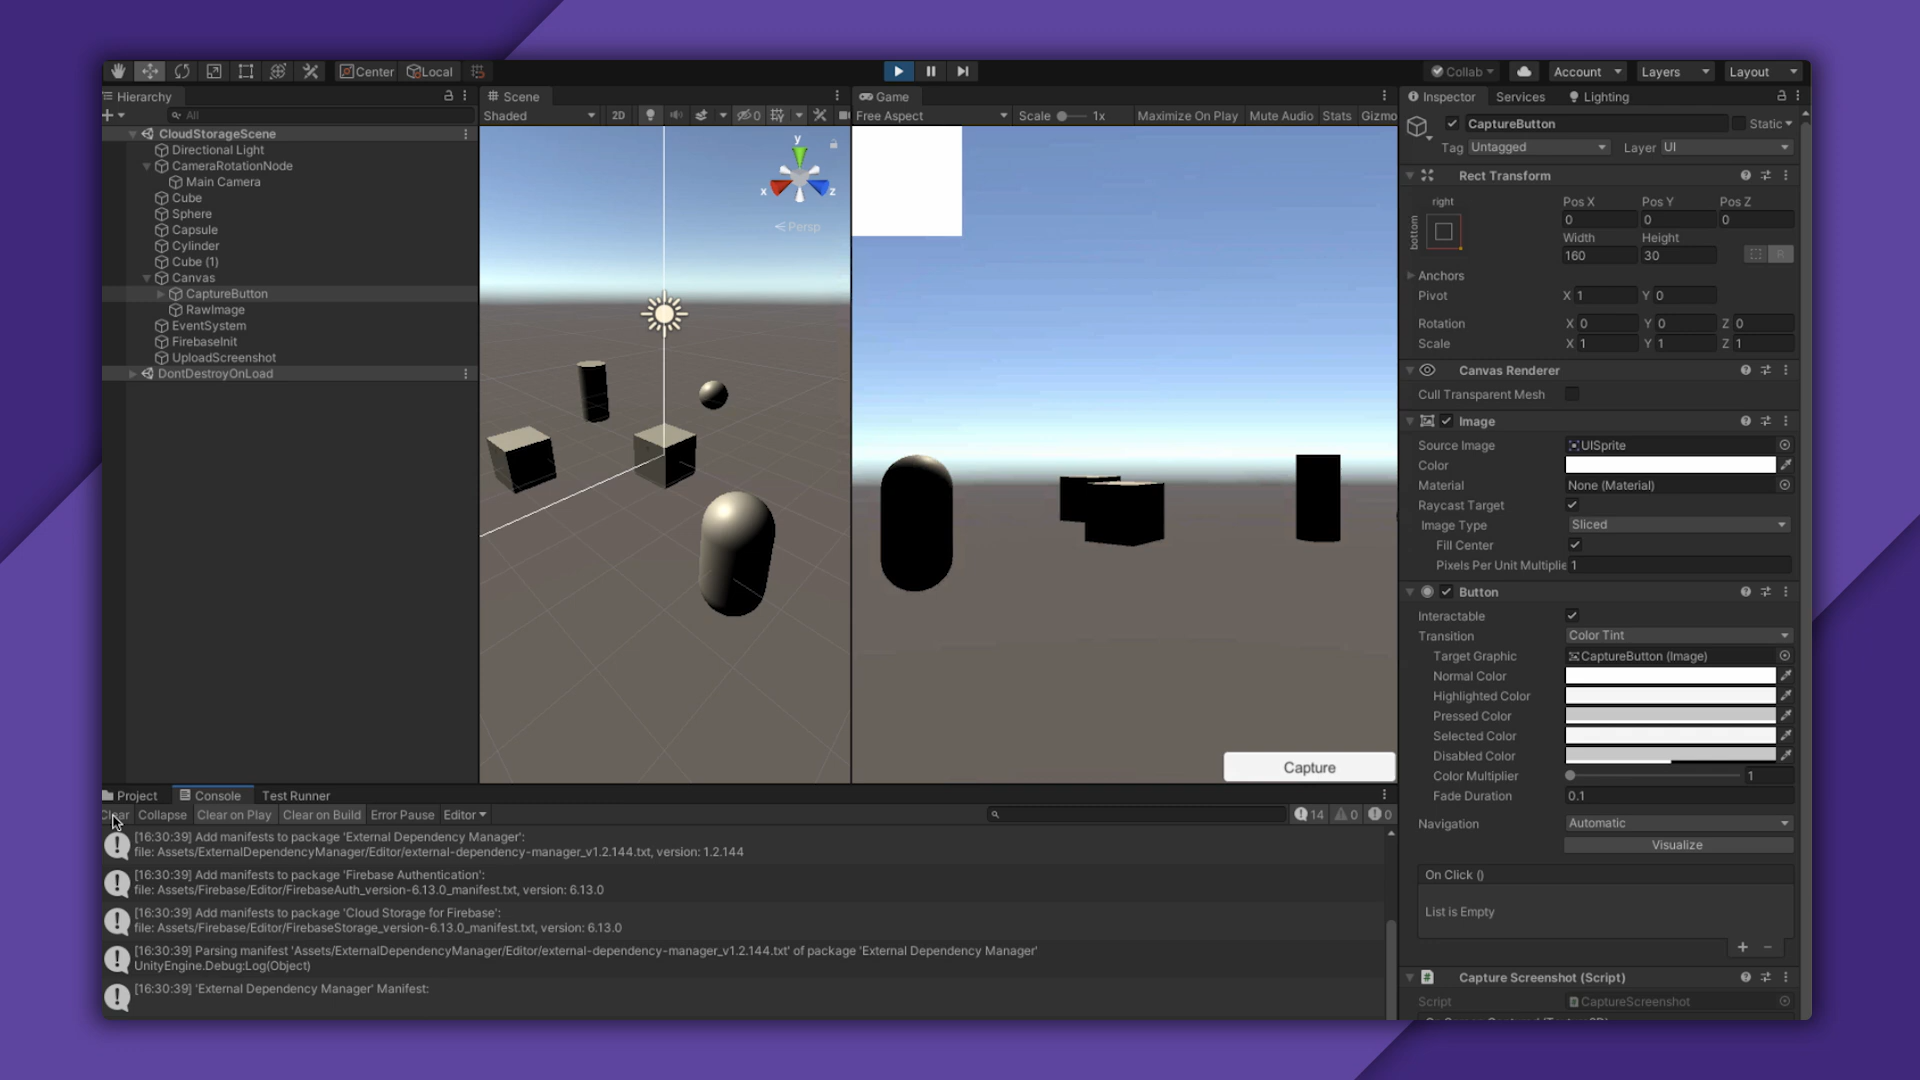 Center
Local
Collab
Account
Layers
Layout
Hierarchy
All
CloudStorageScene
Directional Light
CameraRotationNode
Main Camera
Cube
Sphere
Capsule
Cylinder
Cube (1)
Canvas
CaptureButton
RawImage
EventSystem
FirebaseInit
UploadScreenshot
DontDestroyOnLoad
Scene
Shaded
2D
0
y
x
z
Persp
Game
Free Aspect
Scale
1x
Maximize On Play
Mute Audio
Stats
Gizmo
Capture
Inspector
Services
Lighting
CaptureButton
Static
Tag
Untagged
Layer
UI
Rect Transform
right
bottom
Pos X
Pos Y
Pos Z
0
0
0
Width
Height
160
30
R
Anchors
Pivot
X 1
Y 0
Rotation
X 0
Y 0
Z 0
Scale
X 1
Y 1
Z 1
Canvas Renderer
Cull Transparent Mesh
Image
Source Image
UISprite
Color
Material
None (Material)
Raycast Target
Image Type
Sliced
Fill Center
Pixels Per Unit Multiplie
1
Button
Interactable
Transition
Color Tint
Target Graphic
CaptureButton (Image)
Normal Color
Highlighted Color
Pressed Color
Selected Color
Disabled Color
Color Multiplier
1
Fade Duration
0.1
Navigation
Automatic
Visualize
On Click ()
List is Empty
Capture Screenshot (Script)
Script
CaptureScreenshot
Project
Console
Test Runner
Clear
Collapse
Clear on Play
Clear on Build
Error Pause
Editor
14
0
0
[16:30:39] Add manifests to package 'External Dependency Manager':
file: Assets/ExternalDependencyManager/Editor/external-dependency-manager_v1.2.144.txt, version: 1.2.144
[16:30:39] Add manifests to package 'Firebase Authentication':
file: Assets/Firebase/Editor/FirebaseAuth_version-6.13.0_manifest.txt, version: 6.13.0
[16:30:39] Add manifests to package 'Cloud Storage for Firebase':
file: Assets/Firebase/Editor/FirebaseStorage_version-6.13.0_manifest.txt, version: 6.13.0
[16:30:39] Parsing manifest 'Assets/ExternalDependencyManager/Editor/external-dependency-manager_v1.2.144.txt' of package 'External Dependency Manager'
UnityEngine.Debug:Log(Object)
[16:30:39] 'External Dependency Manager' Manifest: